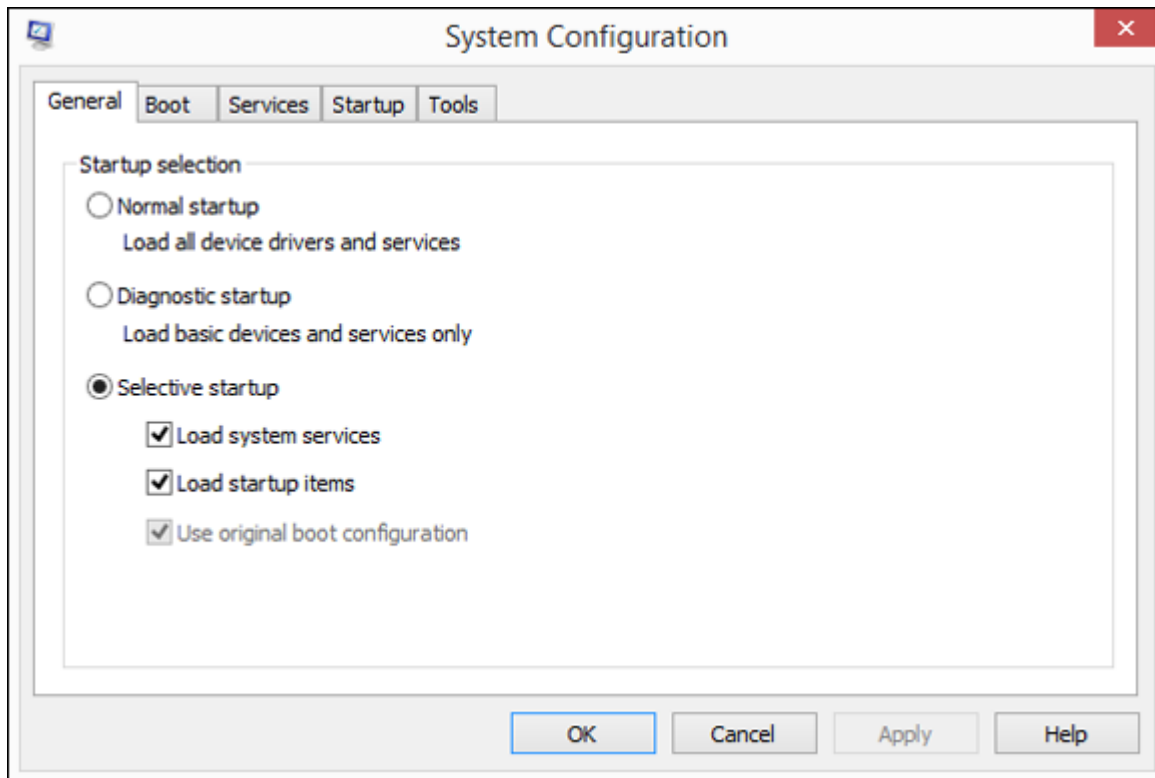 System Configuration
General Boot Services Startup Tools
Startup selection
Normal startup
Load all device drivers and services
Diagnostic startup
Load basic devices and services only
Selective startup
Load system services
Load startup items
Use original boot configuration
OK Cancel Apply Help